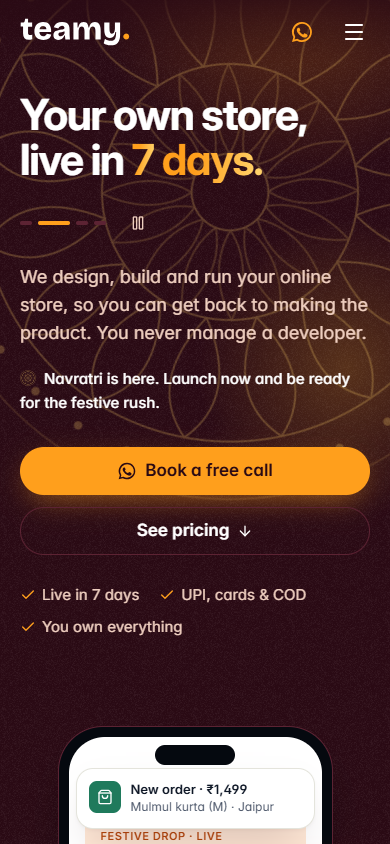 teamy.
Your own store,
live in 7 days.
We design, build and run your online
store, so you can get back to making the
product. You never manage a developer.
Navratri is here. Launch now and be ready
for the festive rush.
Book a free call
See pricing ↓
Live in 7 days
UPI, cards & COD
You own everything
New order · ₹1,499
Mulmul kurta (M) · Jaipur
FESTIVE DROP · LIVE